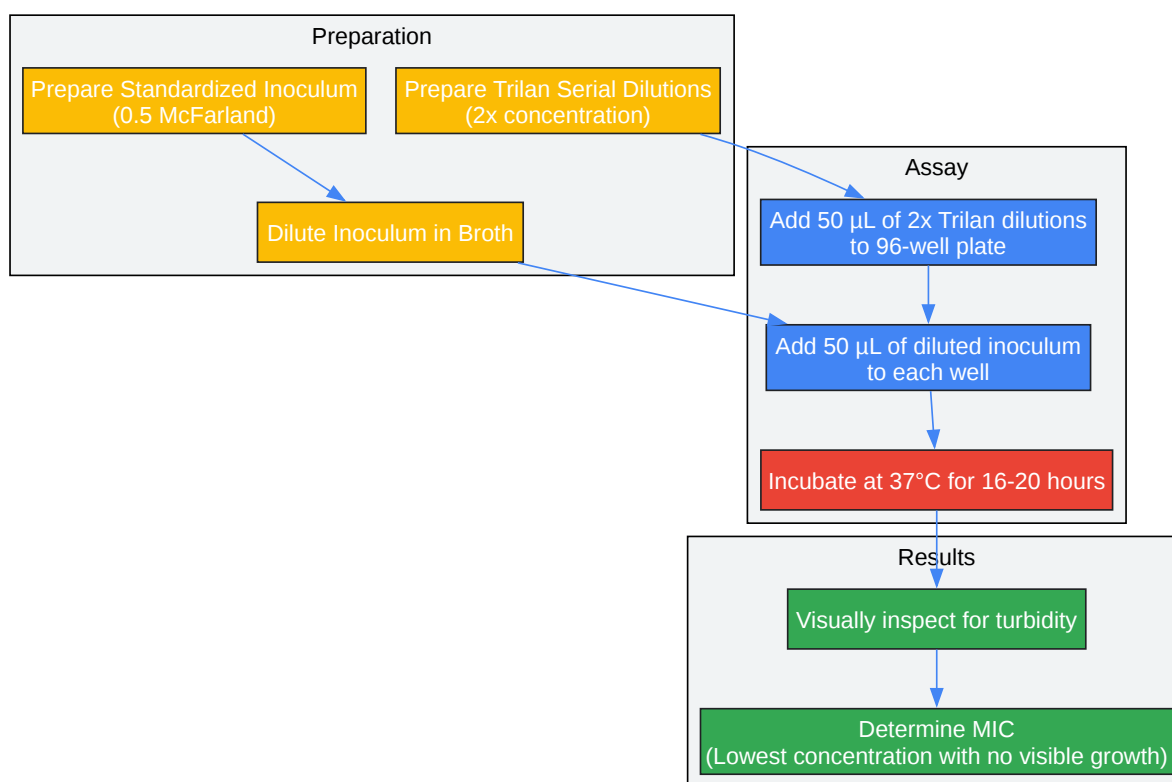 Preparation
Prepare Standardized Inoculum
(0.5 McFarland)
Prepare Trilan Serial Dilutions
(2x concentration)
Dilute Inoculum in Broth
Assay
Add 50 µL of 2x Trilan dilutions
to 96-well plate
Add 50 µL of diluted inoculum
to each well
Incubate at 37°C for 16-20 hours
Results
Visually inspect for turbidity
Determine MIC
(Lowest concentration with no visible growth)